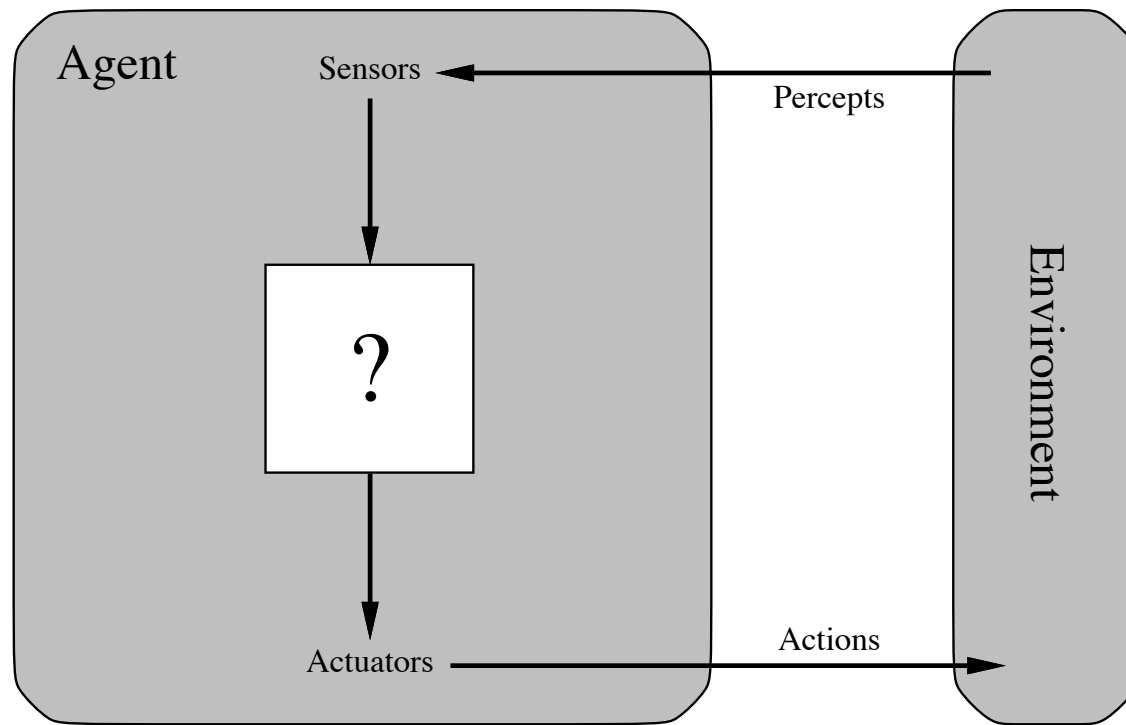 Agent
Sensors
Percepts
?
Environment
Actions
Actuators